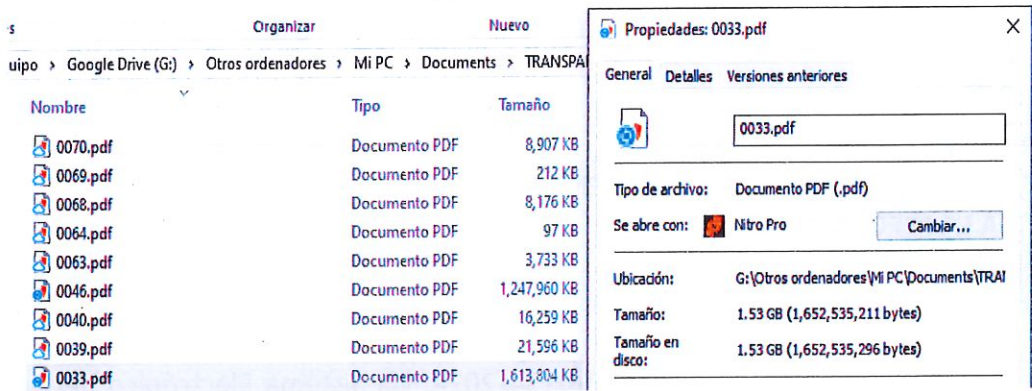 s Organizar Nuevo
uipo > Google Drive (G:) > Otros ordenadores > Mi PC > Documents > TRANSPA
Nombre Tipo Tamaño
0070.pdf Documento PDF 8,907 KB
0069.pdf Documento PDF 212 KB
0068.pdf Documento PDF 8,176 KB
0064.pdf Documento PDF 97 KB
0063.pdf Documento PDF 3,733 KB
0046.pdf Documento PDF 1,247,960 KB
0040.pdf Documento PDF 16,259 KB
0039.pdf Documento PDF 21,596 KB
0033.pdf Documento PDF 1,613,804 KB
Propiedades: 0033.pdf X
General Detalles Versiones anteriores
0033.pdf
Tipo de archivo: Documento PDF (.pdf)
Se abre con: Nitro Pro Cambiar...
Ubicación: G:\Otros ordenadores\Mi PC\Documents\TRAN
Tamaño: 1.53 GB (1,652,535,211 bytes)
Tamaño en
disco: 1.53 GB (1,652,535,296 bytes)